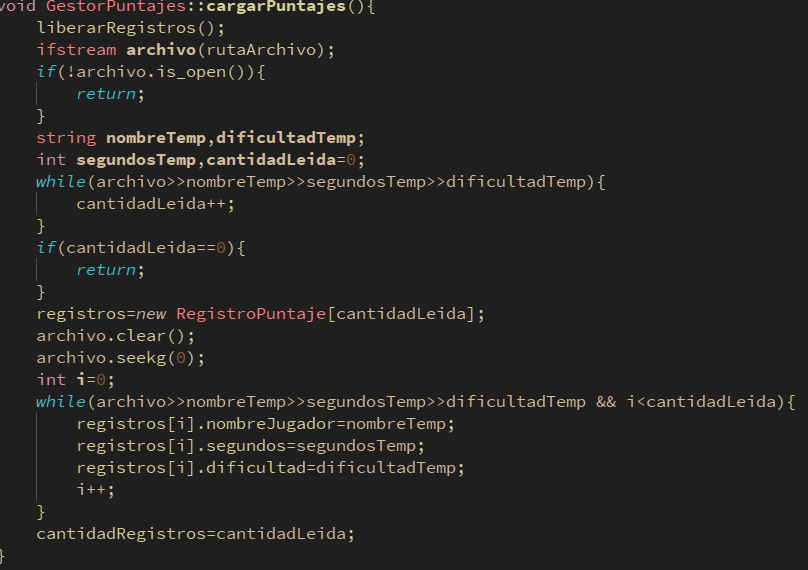 void GestorPuntajes::cargarPuntajes(){
    liberarRegistros();
    ifstream archivo(rutaArchivo);
    if(!archivo.is_open()){
        return;
    }
    string nombreTemp,dificultadTemp;
    int segundosTemp,cantidadLeida=0;
    while(archivo>>nombreTemp>>segundosTemp>>dificultadTemp){
        cantidadLeida++;
    }
    if(cantidadLeida==0){
        return;
    }
    registros=new RegistroPuntaje[cantidadLeida];
    archivo.clear();
    archivo.seekg(0);
    int i=0;
    while(archivo>>nombreTemp>>segundosTemp>>dificultadTemp && i<cantidadLeida){
        registros[i].nombreJugador=nombreTemp;
        registros[i].segundos=segundosTemp;
        registros[i].dificultad=dificultadTemp;
        i++;
    }
    cantidadRegistros=cantidadLeida;
}